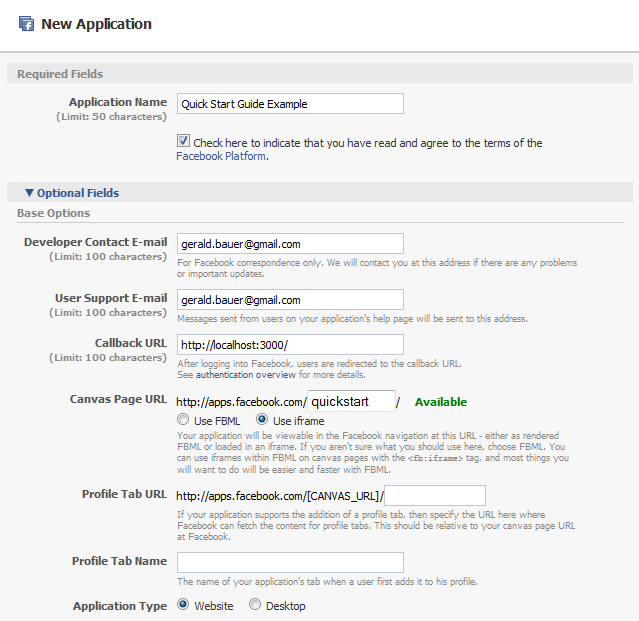 New Application
Required Fields
Application Name
Quick Start Guide Example
(Limit: 50 characters)
Check here to indicate that you have read and agree to the terms of the
Facebook Platform.
▼ Optional Fields
Base Options
Developer Contact E-mail
gerald.bauer@gmail.com
(Limit: 100 characters)
For Facebook correspondence only. We will contact you at this address if there are any problems
or important updates.
User Support E-mail
gerald.bauer@gmail.com
(Limit: 100 characters)
Messages sent from users on your application's help page will be sent to this address.
Callback URL
http://localhost:3000/
(Limit: 100 characters)
After logging into Facebook, users are redirected to the callback URL.
See authentication overview for more details.
Canvas Page URL
http://apps.facebook.com/ quickstart / Available
Use FBML Use iframe
Your application will be viewable in the Facebook navigation at this URL - either as rendered
FBML or loaded in an iframe. If you aren't sure what you should use here, choose FBML. You
can use iframes within FBML on canvas pages with the <fb:iframe> tag, and most things you
will want to do will be easier and faster with FBML.
Profile Tab URL
http://apps.facebook.com/[CANVAS_URL]/
If your application supports the addition of a profile tab, then specify the URL here where
Facebook can fetch the content for profile tabs. This should be relative to your canvas page URL
at Facebook.
Profile Tab Name
The name of your application's tab when a user first adds it to his profile.
Application Type
Website Desktop